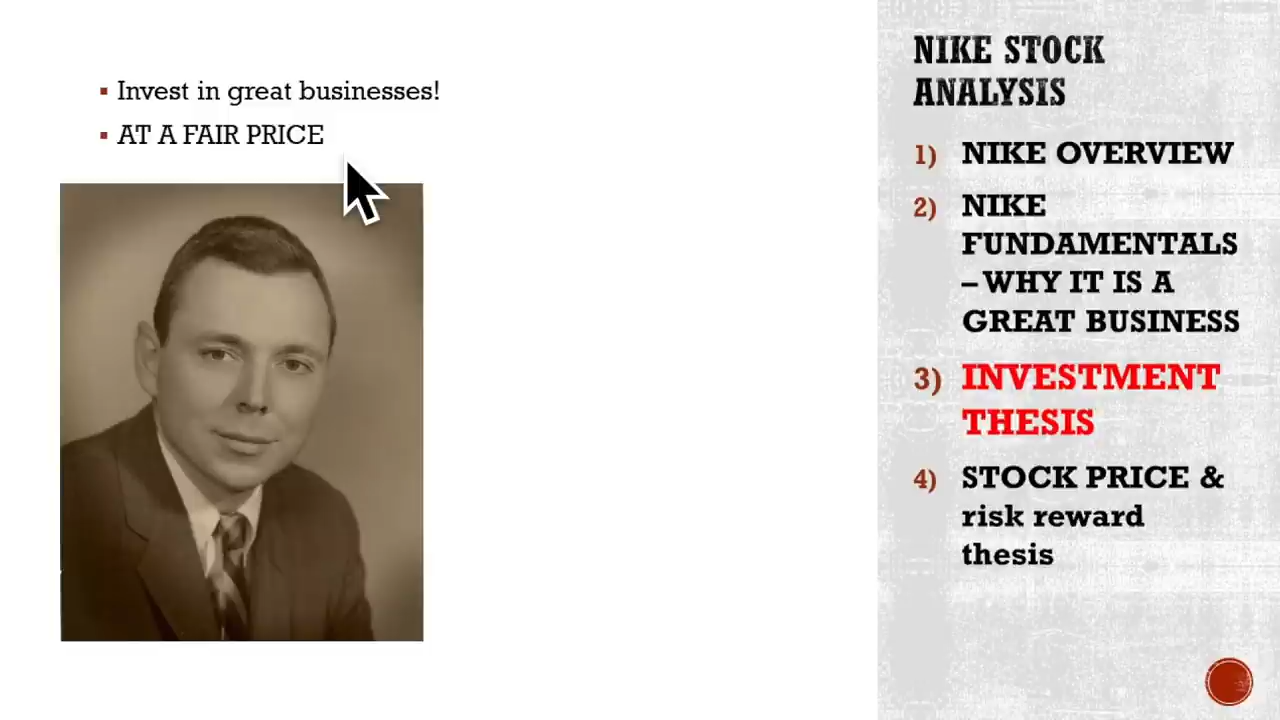 Invest in great businesses!
AT A FAIR PRICE
NIKE STOCK
ANALYSIS
1) NIKE OVERVIEW
2) NIKE
FUNDAMENTALS
– WHY IT IS A
GREAT BUSINESS
3) INVESTMENT
THESIS
4) STOCK PRICE &
risk reward
thesis